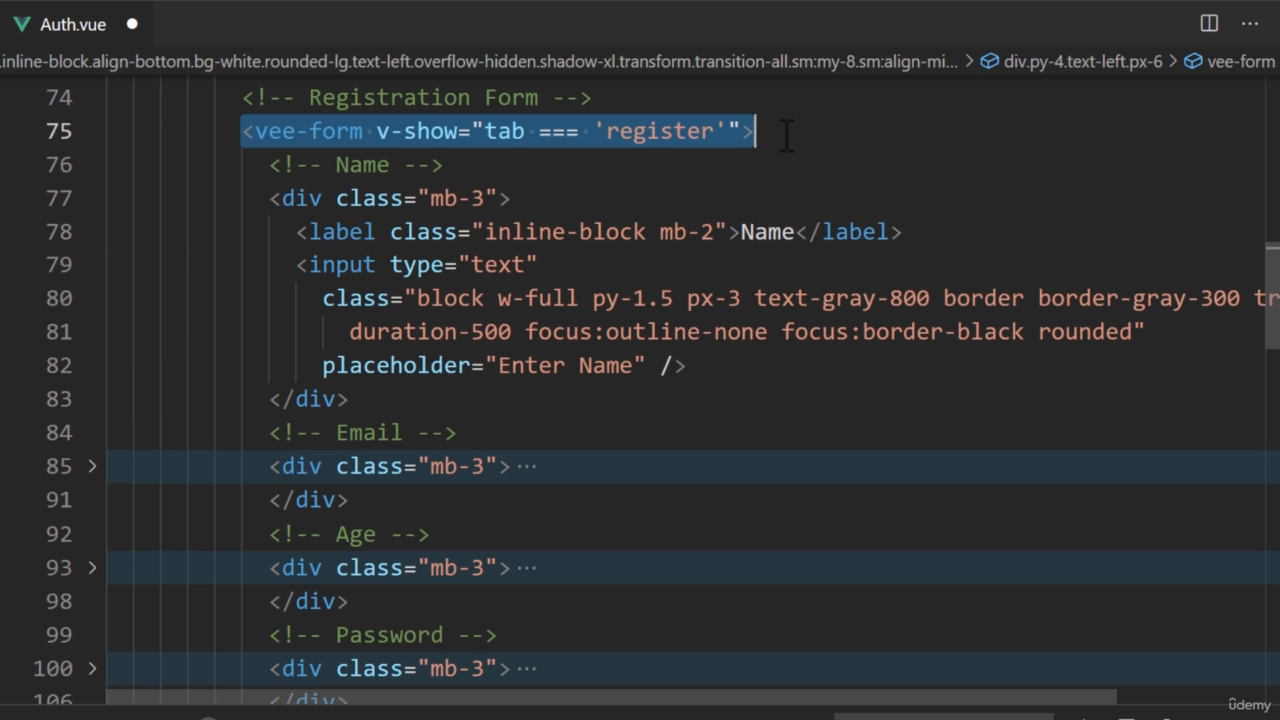 Auth.vue
.inline-block.align-bottom.bg-white.rounded-lg.text-left.overflow-hidden.shadow-xl.transform.transition-all.sm:my-8.sm:align-mi... > div.py-4.text-left.px-6 > vee-form
74 <!-- Registration Form -->
75 <vee-form v-show="tab === 'register'">
76 <!-- Name -->
77 <div class="mb-3">
78 <label class="inline-block mb-2">Name</label>
79 <input type="text"
80 class="block w-full py-1.5 px-3 text-gray-800 border border-gray-300 tr
81 duration-500 focus:outline-none focus:border-black rounded"
82 placeholder="Enter Name" />
83 </div>
84 <!-- Email -->
85 <div class="mb-3">···
91 </div>
92 <!-- Age -->
93 <div class="mb-3">···
98 </div>
99 <!-- Password -->
100 <div class="mb-3">···
106 </div>
ûdemy